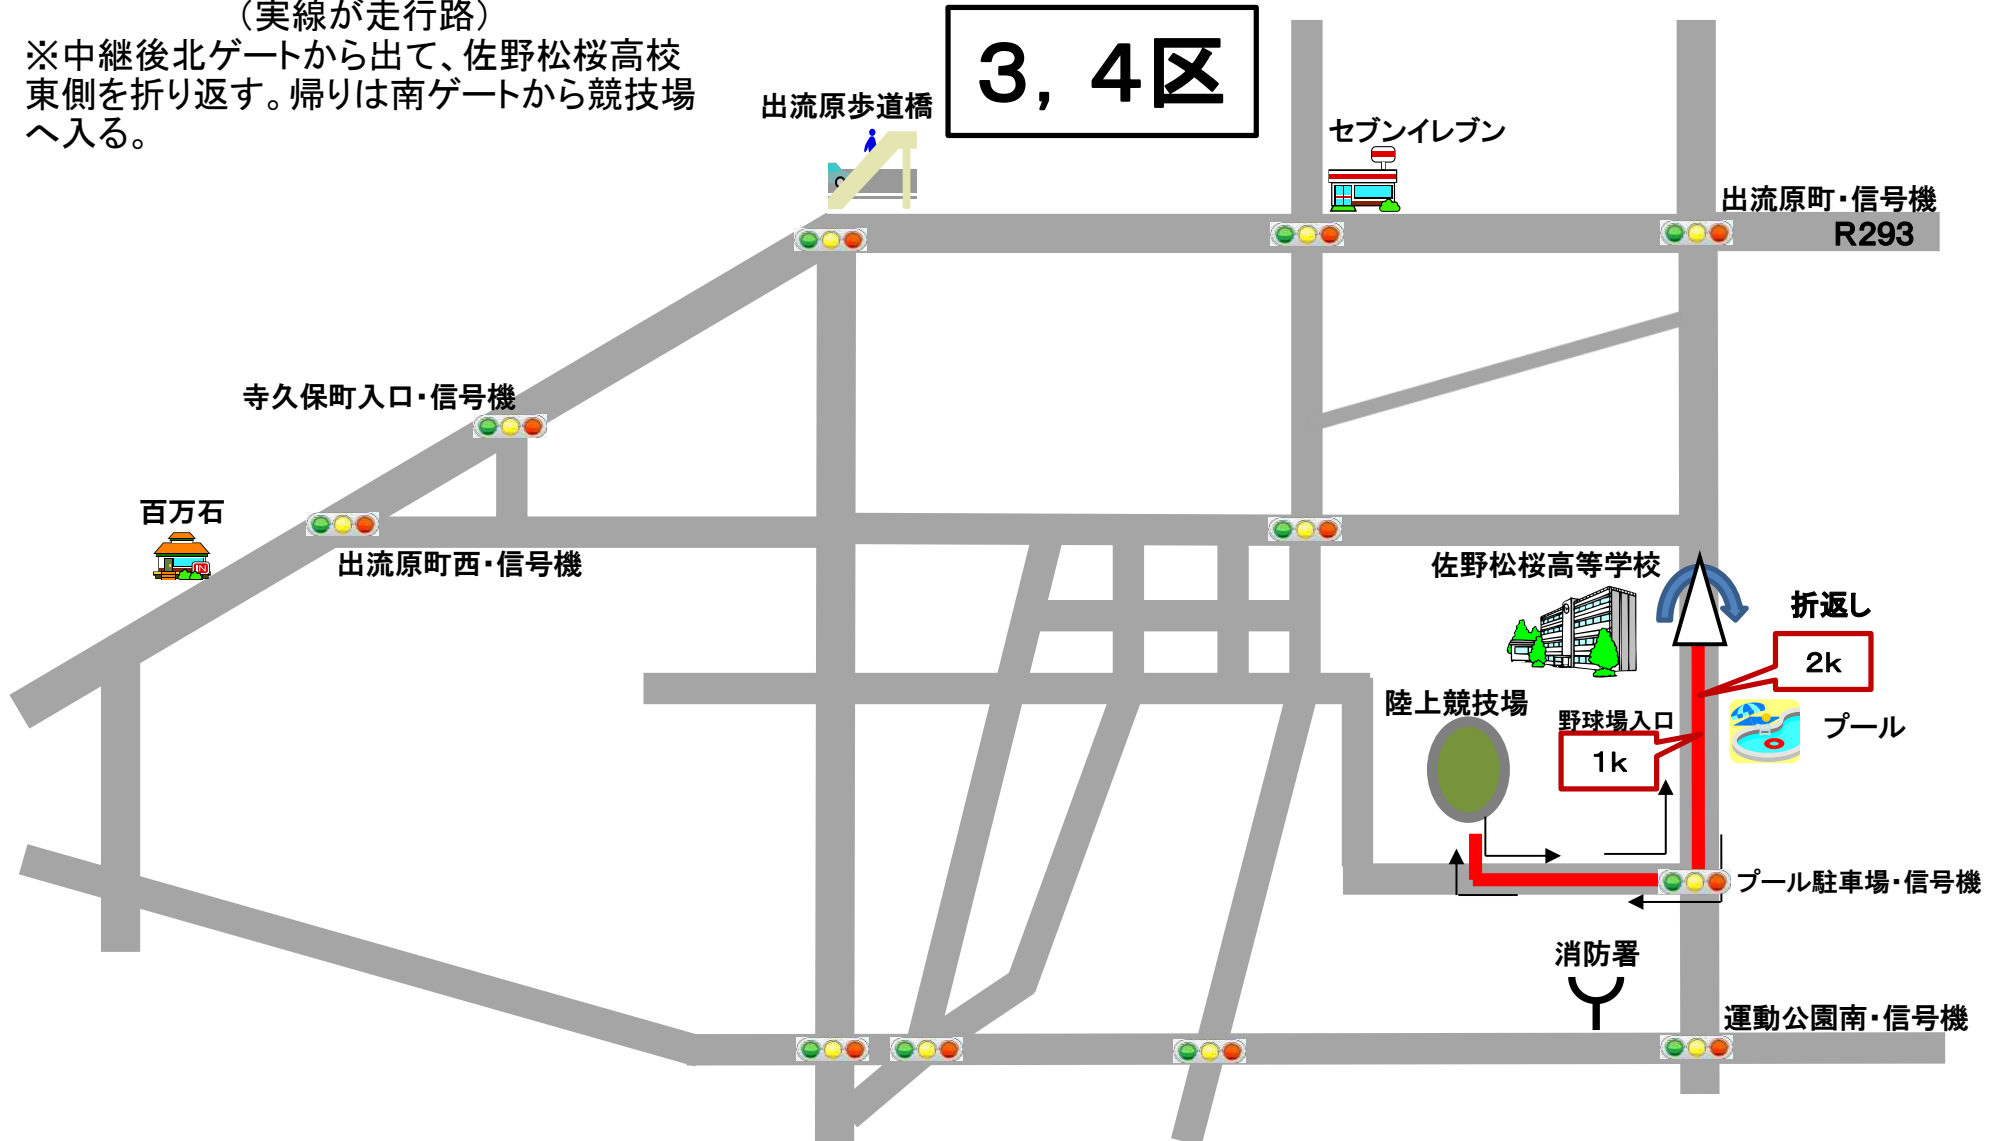 （実線が走行路）
※中継後北ゲートから出て、佐野松桜高校
東側を折り返す。帰りは南ゲートから競技場
へ入る。
３，４区
出流原歩道橋
セブンイレブン
出流原町・信号機
R293
寺久保町入口・信号機
百万石
出流原町西・信号機
佐野松桜高等学校
折返し
2k
陸上競技場
野球場入口
プール
1k
プール駐車場・信号機
消防署
運動公園南・信号機